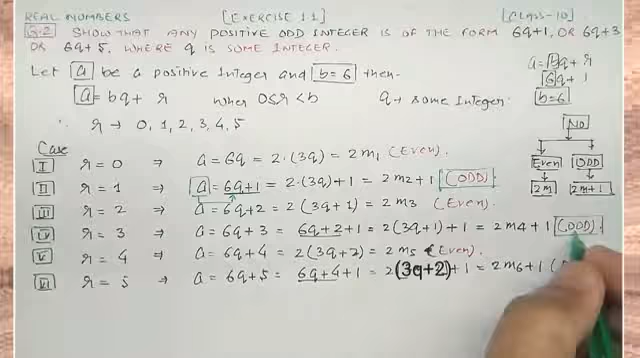 REAL NUMBERS [EXERCISE 1.1] [CLASS-10]
Q.2 SHOW THAT ANY POSITIVE ODD INTEGER IS OF THE FORM 6q+1, OR 6q+3
OR 6q+5, WHERE q IS SOME INTEGER.
Let a be a positive Integer and b=6 then-
a = bq + r wher 0≤r<b q→ some Integer.
∴ r → 0, 1, 2, 3, 4, 5
a = bq + r
6q + 1
b=6
NO
Even ODD
2m 2m+1
Case
I r = 0 ⇒ a = 6q = 2·(3q) = 2m1 (Even)
II r = 1 ⇒ a = 6q+1 = 2·(3q)+1 = 2m2+1 (ODD)
III r = 2 ⇒ a = 6q+2 = 2(3q+1) = 2m3 (Even)
IV r = 3 ⇒ a = 6q+3 = 6q+2+1 = 2(3q+1)+1 = 2m4+1 (ODD)
V r = 4 ⇒ a = 6q+4 = 2(3q+2) = 2m5 (Even)
VI r = 5 ⇒ a = 6q+5 = 6q+4+1 = 2(3q+2)+1 = 2m6+1 (